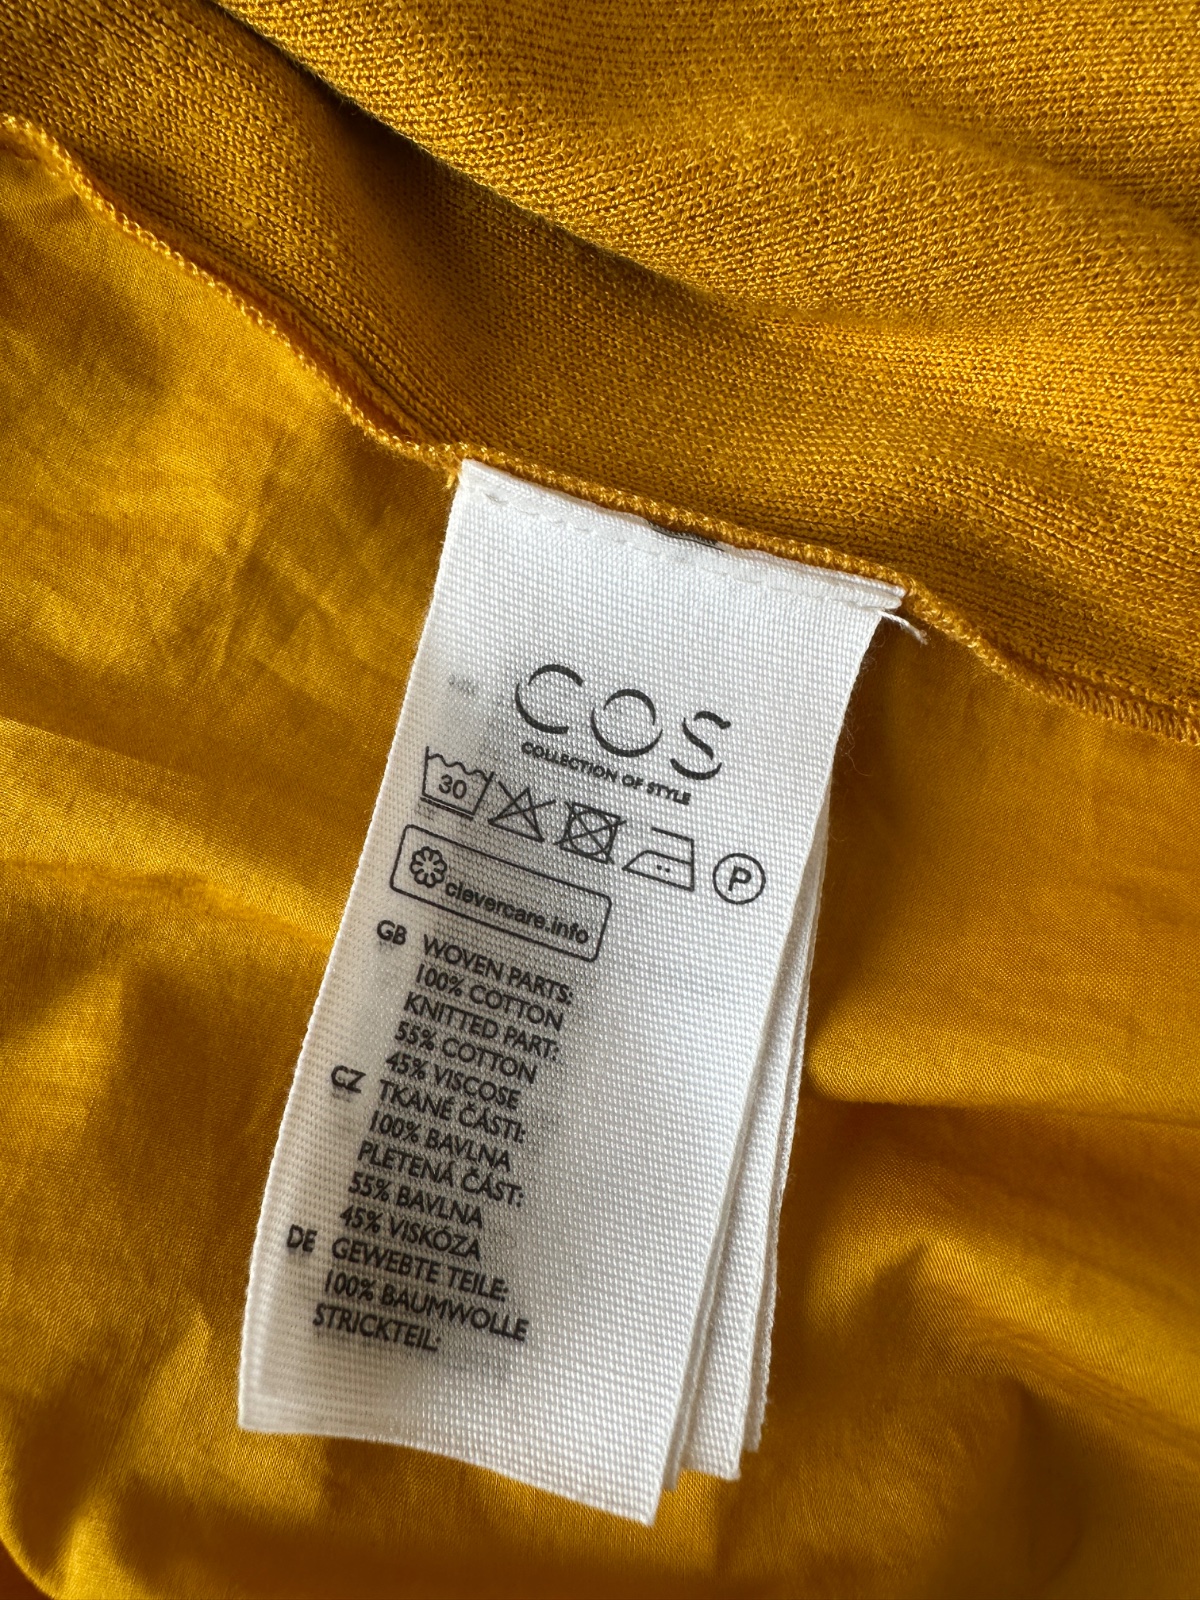 COS
COLLECTION OF STYLE
30
P
clevercare.info
GB WOVEN PARTS:
100% COTTON
KNITTED PART:
55% COTTON
45% VISCOSE
CZ TKANÉ ČÁSTI:
100% BAVLNA
PLETENÁ ČÁST:
55% BAVLNA
45% VISKÓZA
DE GEWEBTE TEILE:
100% BAUMWOLLE
STRICKTEIL: